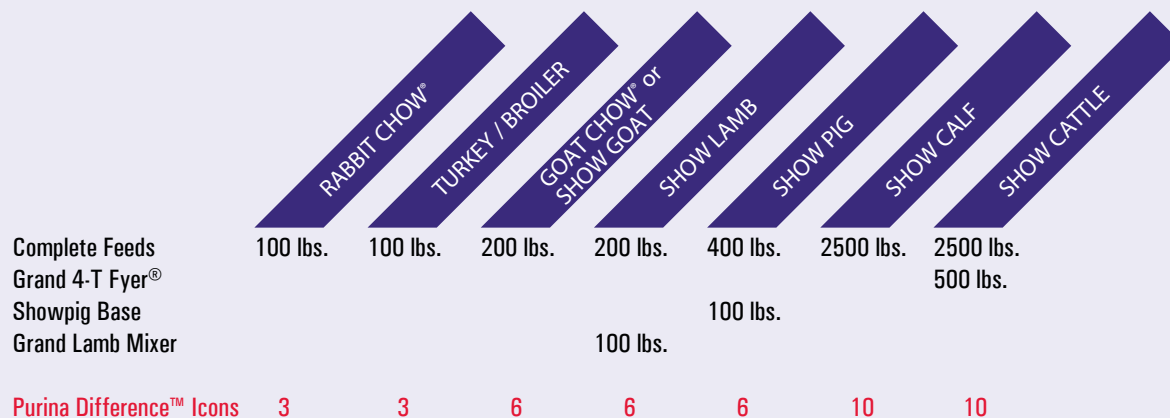 RABBIT CHOW®
TURKEY / BROILER
GOAT CHOW® or
SHOW GOAT
SHOW LAMB
SHOW PIG
SHOW CALF
SHOW CATTLE
Complete Feeds 100 lbs. 100 lbs. 200 lbs. 200 lbs. 400 lbs. 2500 lbs. 2500 lbs.
Grand 4-T Fyer® 500 lbs.
Showpig Base 100 lbs.
Grand Lamb Mixer 100 lbs.
Purina Difference™ Icons 3 3 6 6 6 10 10